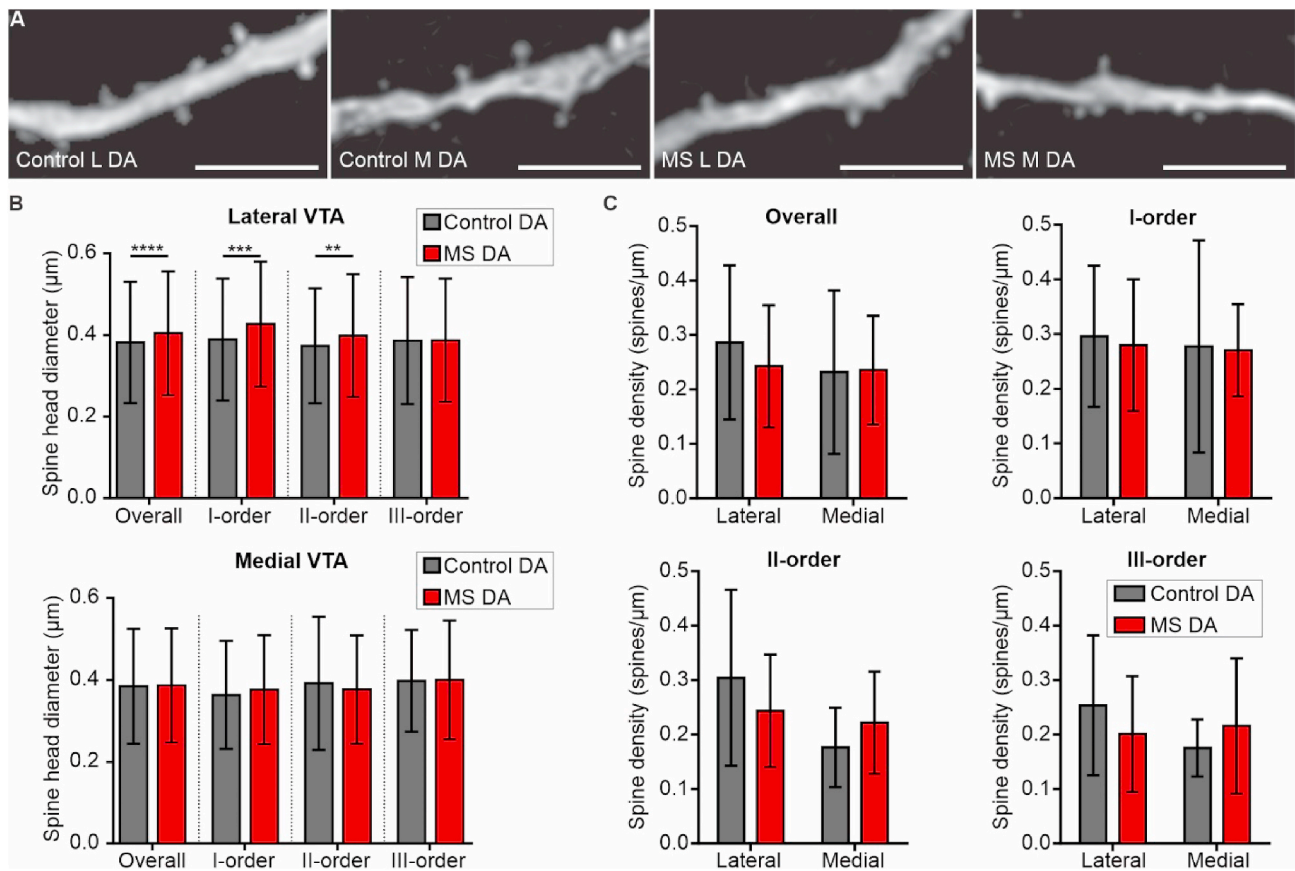 A
Control L DA
Control M DA
MS L DA
MS M DA
B
Lateral VTA
Control DA
MS DA
Spine head diameter (µm)
0.6
0.4
0.2
0.0
****
***
**
Overall
I-order
II-order
III-order
Medial VTA
Control DA
MS DA
Spine head diameter (µm)
0.6
0.4
0.2
0.0
Overall
I-order
II-order
III-order
C
Overall
Spine density (spines/µm)
0.5
0.4
0.3
0.2
0.1
0.0
Lateral
Medial
I-order
Spine density (spines/µm)
0.5
0.4
0.3
0.2
0.1
0.0
Lateral
Medial
II-order
Spine density (spines/µm)
0.5
0.4
0.3
0.2
0.1
0.0
Lateral
Medial
III-order
Control DA
MS DA
Spine density (spines/µm)
0.5
0.4
0.3
0.2
0.1
0.0
Lateral
Medial